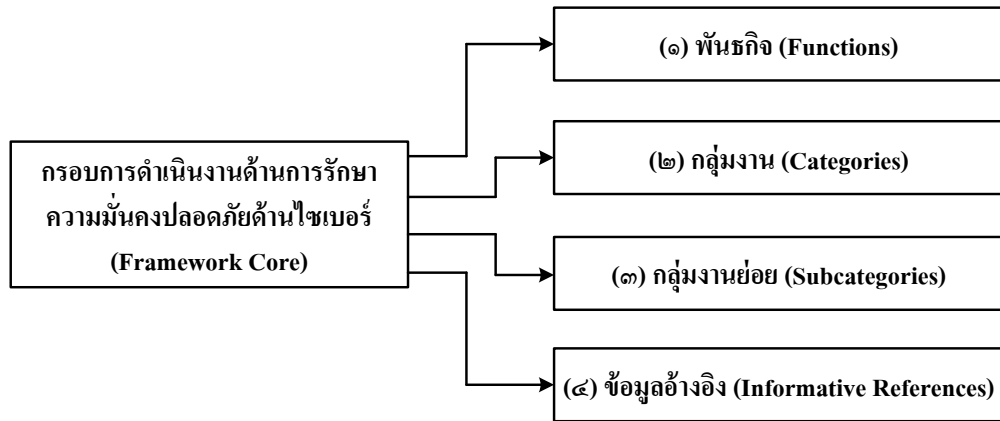 กรอบการดำเนินงานด้านการรักษา
ความมั่นคงปลอดภัยด้านไซเบอร์
(Framework Core)
(๑) พันธกิจ (Functions)
(๒) กลุ่มงาน (Categories)
(๓) กลุ่มงานย่อย (Subcategories)
(๔) ข้อมูลอ้างอิง (Informative References)